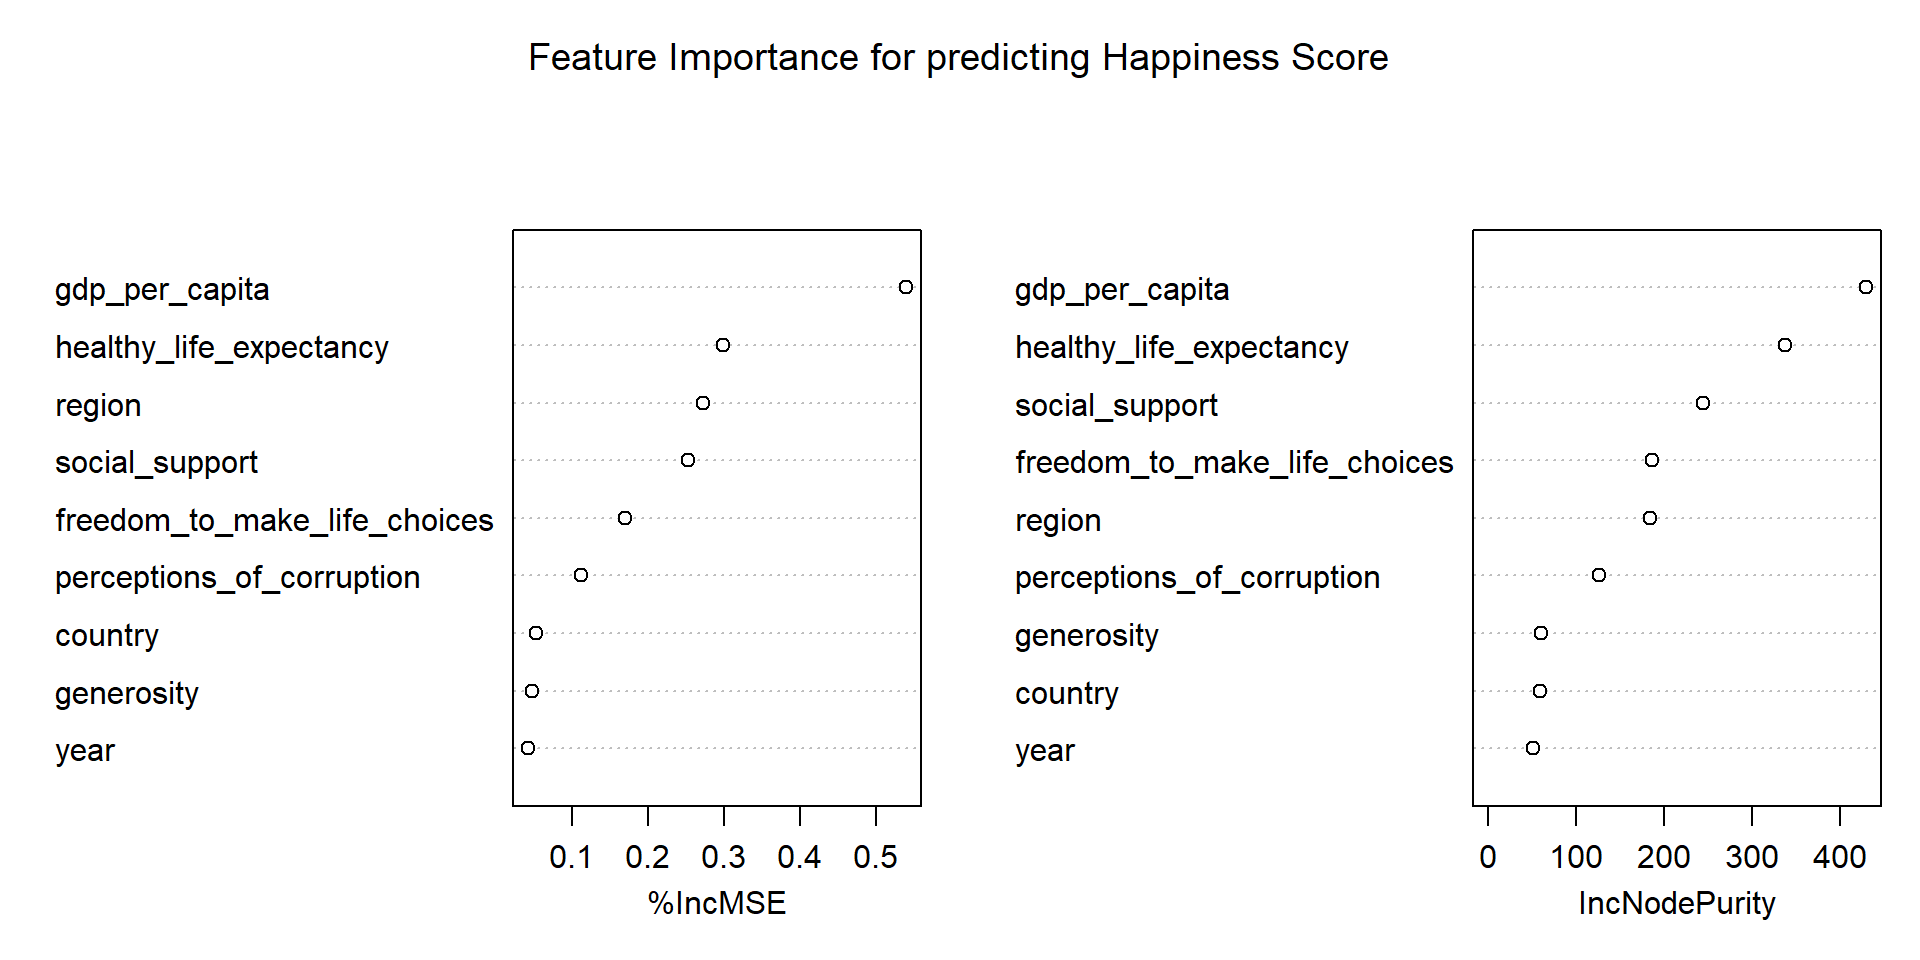 Feature Importance for predicting Happiness Score
gdp_per_capita
healthy_life_expectancy
region
social_support
freedom_to_make_life_choices
perceptions_of_corruption
country
generosity
year
0.1 0.2 0.3 0.4 0.5
%IncMSE
gdp_per_capita
healthy_life_expectancy
social_support
freedom_to_make_life_choices
region
perceptions_of_corruption
generosity
country
year
0 100 200 300 400
IncNodePurity